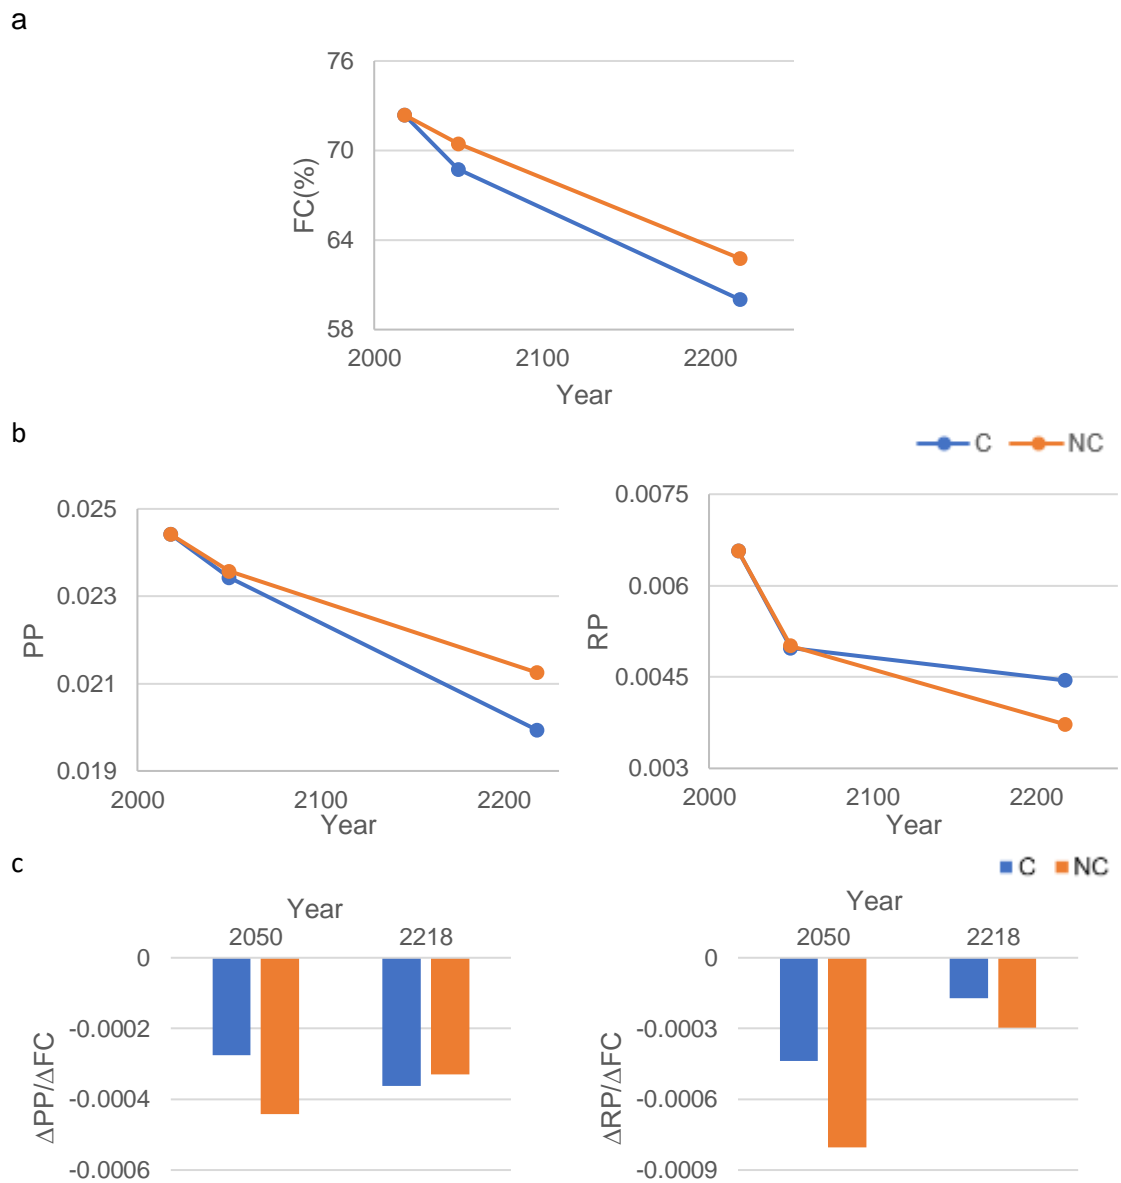 a
76
70
64
58
FC(%)
2000 2100 2200
Year
b
C NC
0.025
0.023
0.021
0.019
PP
2000 2100 2200
Year
0.0075
0.006
0.0045
0.003
RP
2000 2100 2200
Year
c
C NC
Year
2050 2218
0
-0.0002
-0.0004
-0.0006
ΔPP/ΔFC
Year
2050 2218
0
-0.0003
-0.0006
-0.0009
ΔRP/ΔFC